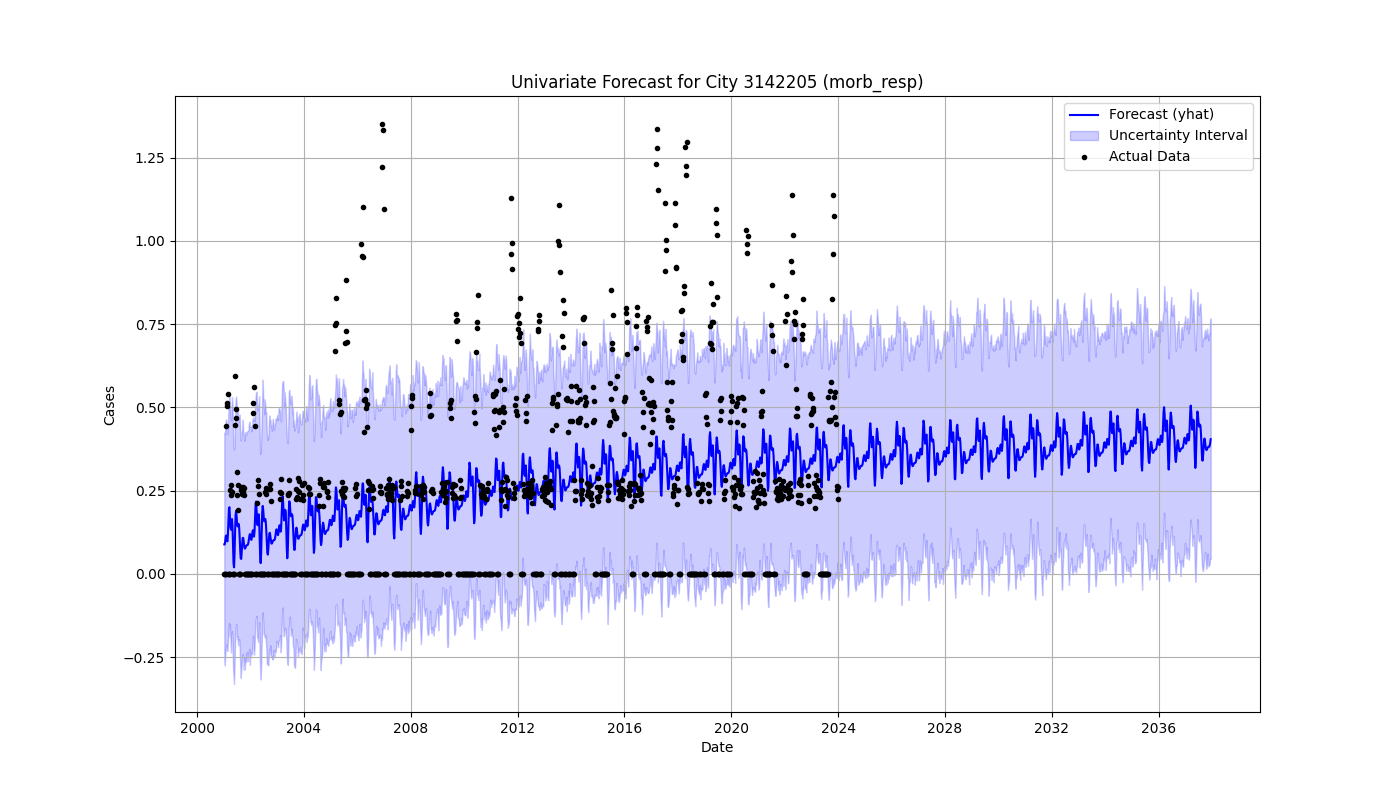 Univariate Forecast for City 3142205 (morb_resp)
Forecast (yhat)
Uncertainty Interval
Actual Data
Cases
1.25
1.00
0.75
0.50
0.25
0.00
−0.25
2000 2004 2008 2012 2016 2020 2024 2028 2032 2036
Date